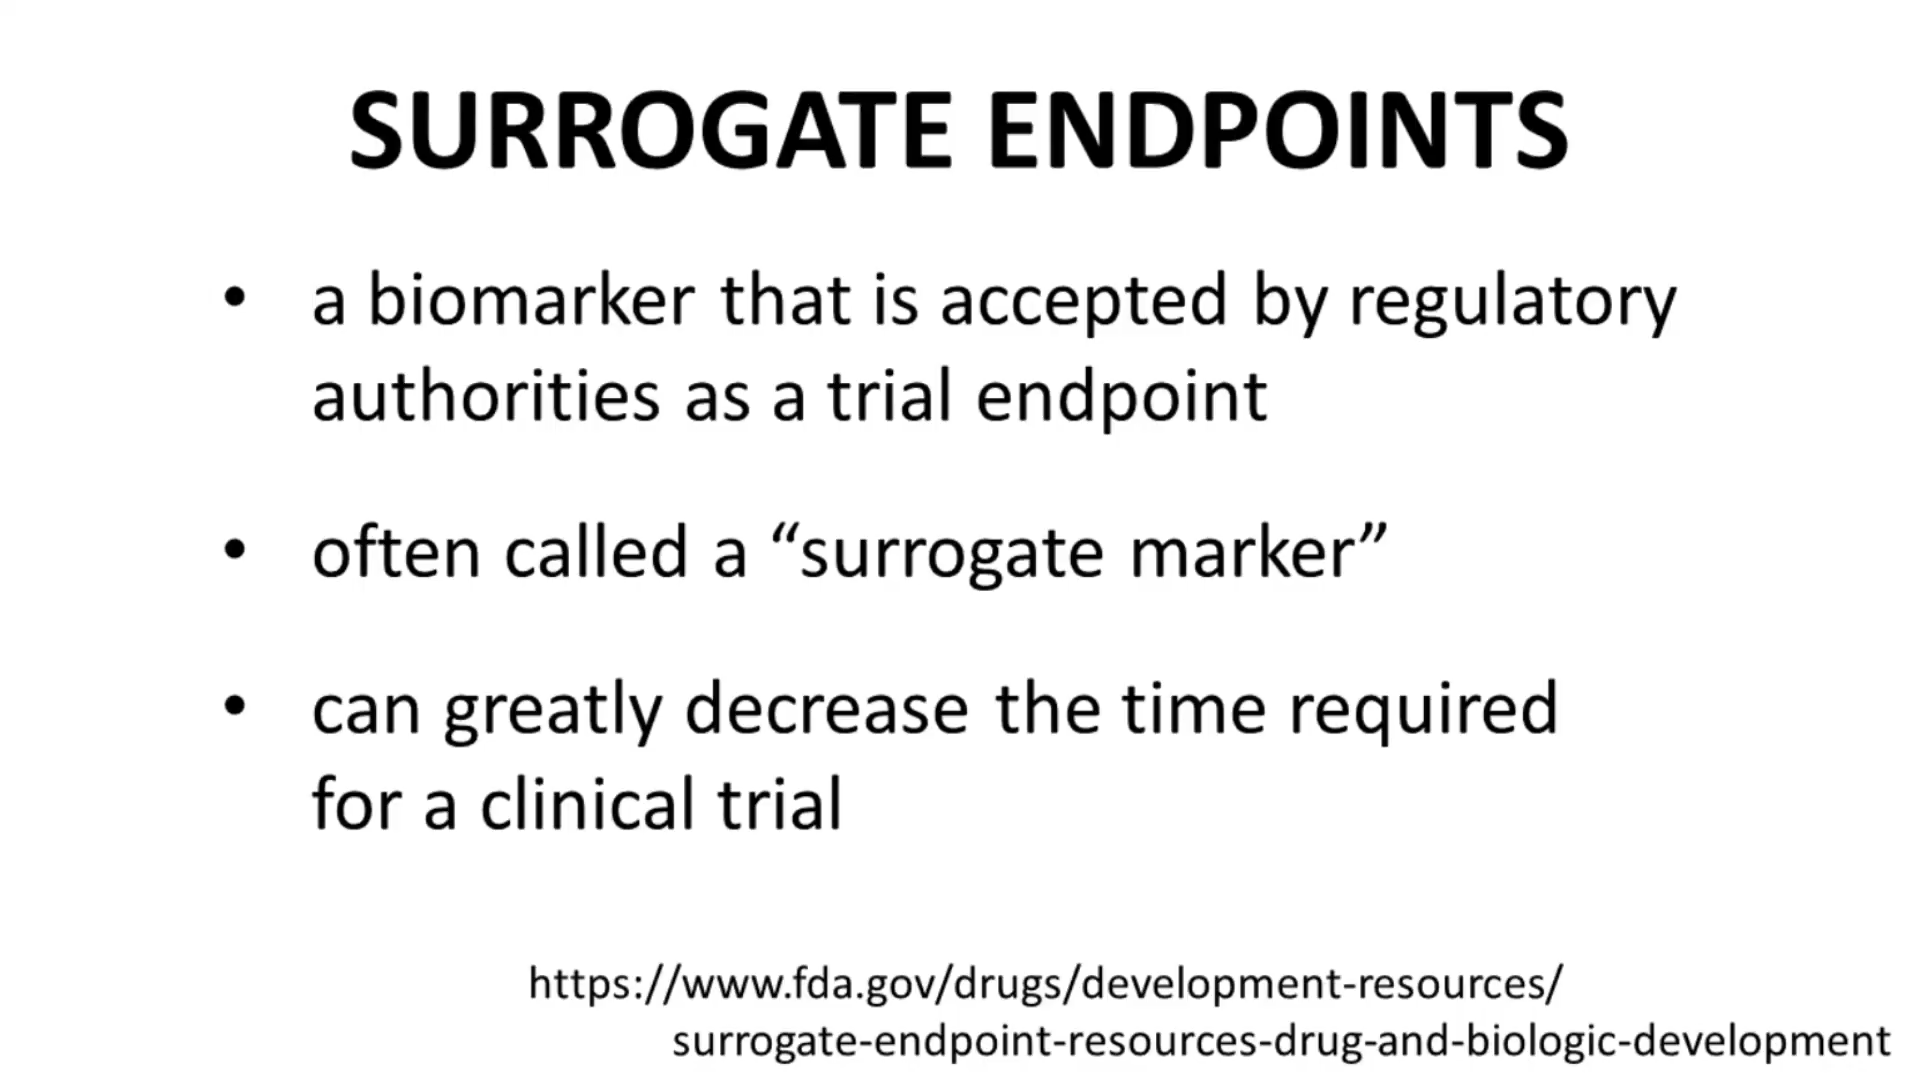 SURROGATE ENDPOINTS
• a biomarker that is accepted by regulatory
authorities as a trial endpoint
• often called a “surrogate marker”
• can greatly decrease the time required
for a clinical trial
https://www.fda.gov/drugs/development-resources/
surrogate-endpoint-resources-drug-and-biologic-development